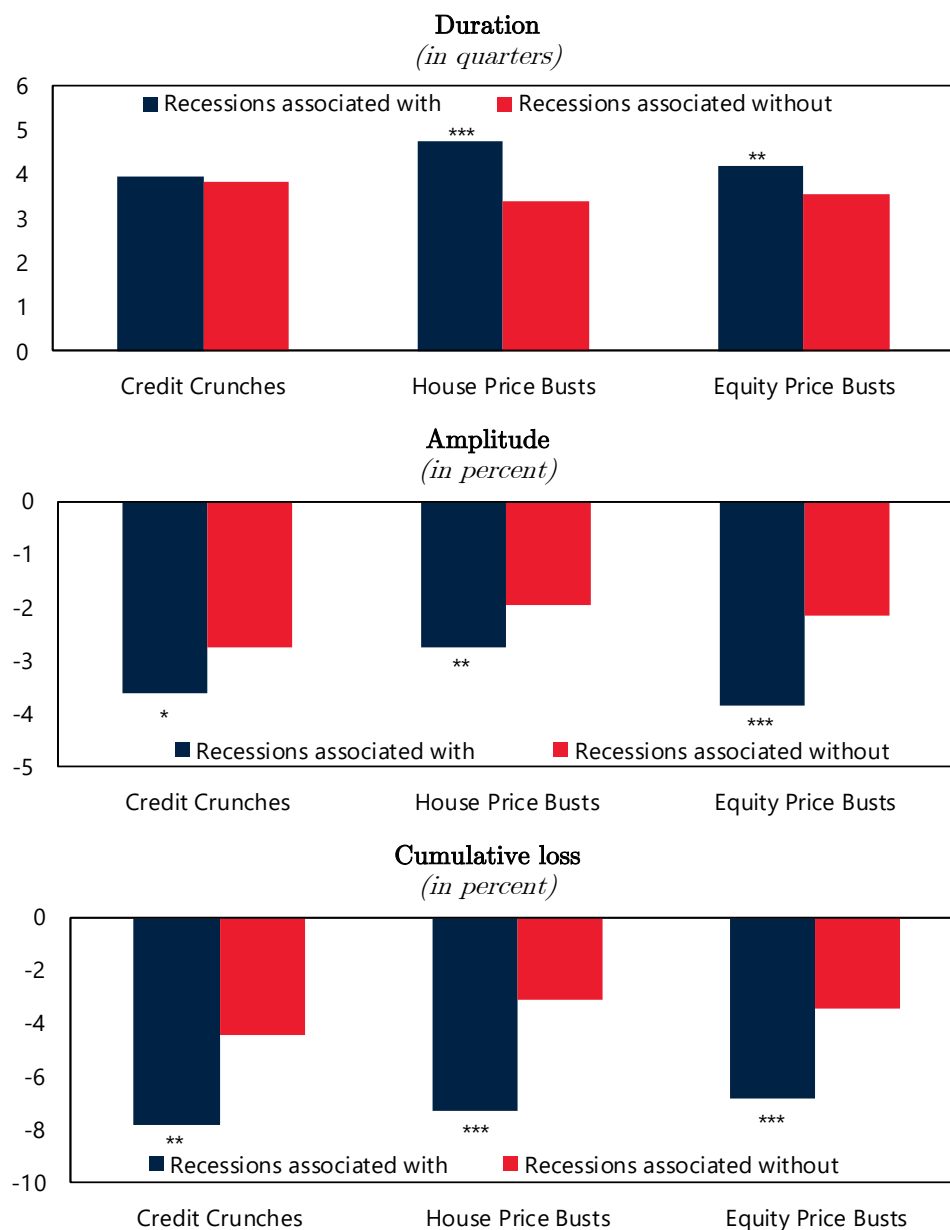 Duration
(in quarters)
6
Recessions associated with Recessions associated without
5
*** **
4
3
2
1
0
Credit Crunches House Price Busts Equity Price Busts
Amplitude
(in percent)
0
-1
-2
-3
**
-4
* ***
Recessions associated with Recessions associated without
-5
Credit Crunches House Price Busts Equity Price Busts
Cumulative loss
(in percent)
0
-2
-4
-6
-8
** *** ***
Recessions associated with Recessions associated without
-10
Credit Crunches House Price Busts Equity Price Busts